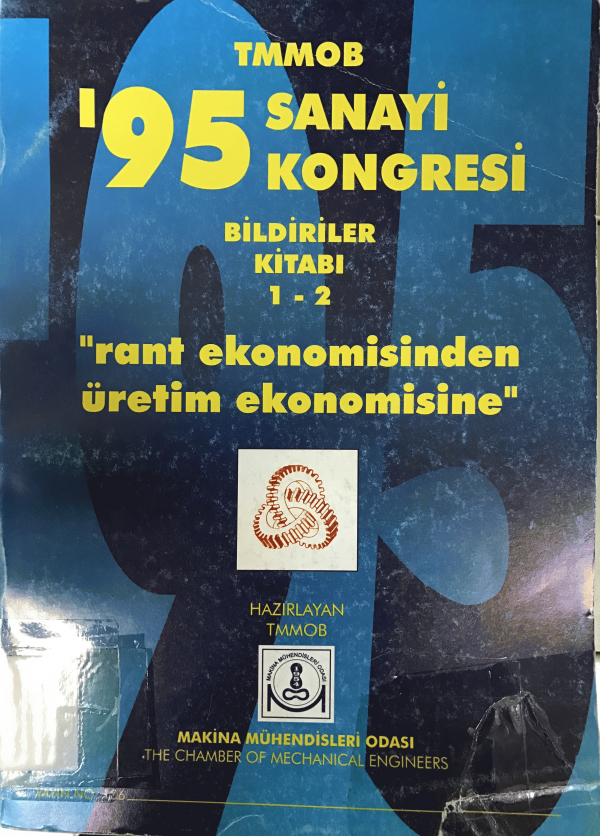 TMMOB
'95 SANAYİ
KONGRESİ
BİLDİRİLER
KİTABI
1 - 2
"rant ekonomisinden
üretim ekonomisine"
HAZIRLAYAN
TMMOB
MAKİNA MÜHENDİSLERİ ODASI
1954
MAKİNA MÜHENDİSLERİ ODASI
THE CHAMBER OF MECHANICAL ENGINEERS